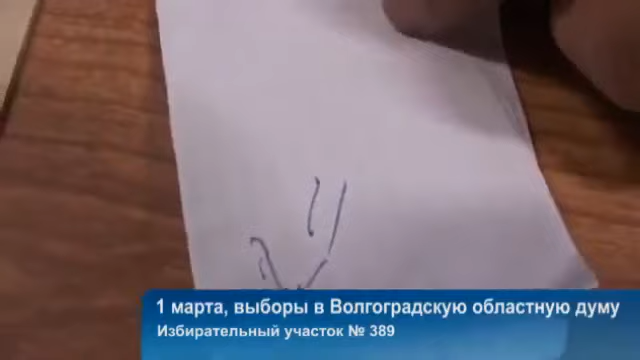 1 марта, выборы в Волгоградскую областную думу
Избирательный участок № 389